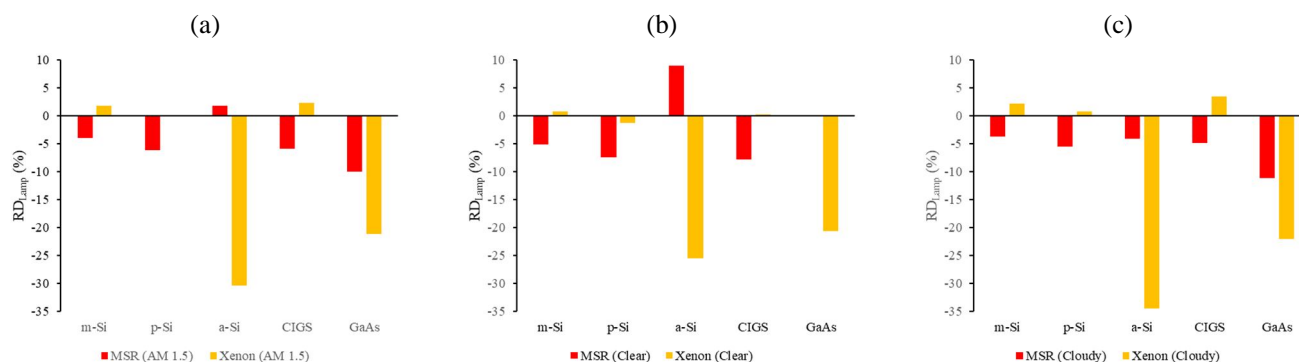 (a)
(b)
(c)
10
5
0
-5
-10
-15
-20
-25
-30
-35
RD_Lamp (%)
m-Si p-Si a-Si CIGS GaAs
MSR (AM 1.5) Xenon (AM 1.5)
10
5
0
-5
-10
-15
-20
-25
-30
-35
RD_Lamp (%)
m-Si p-Si a-Si CIGS GaAs
MSR (Clear) Xenon (Clear)
10
5
0
-5
-10
-15
-20
-25
-30
-35
RD_Lamp (%)
m-Si p-Si a-Si CIGS GaAs
MSR (Cloudy) Xenon (Cloudy)